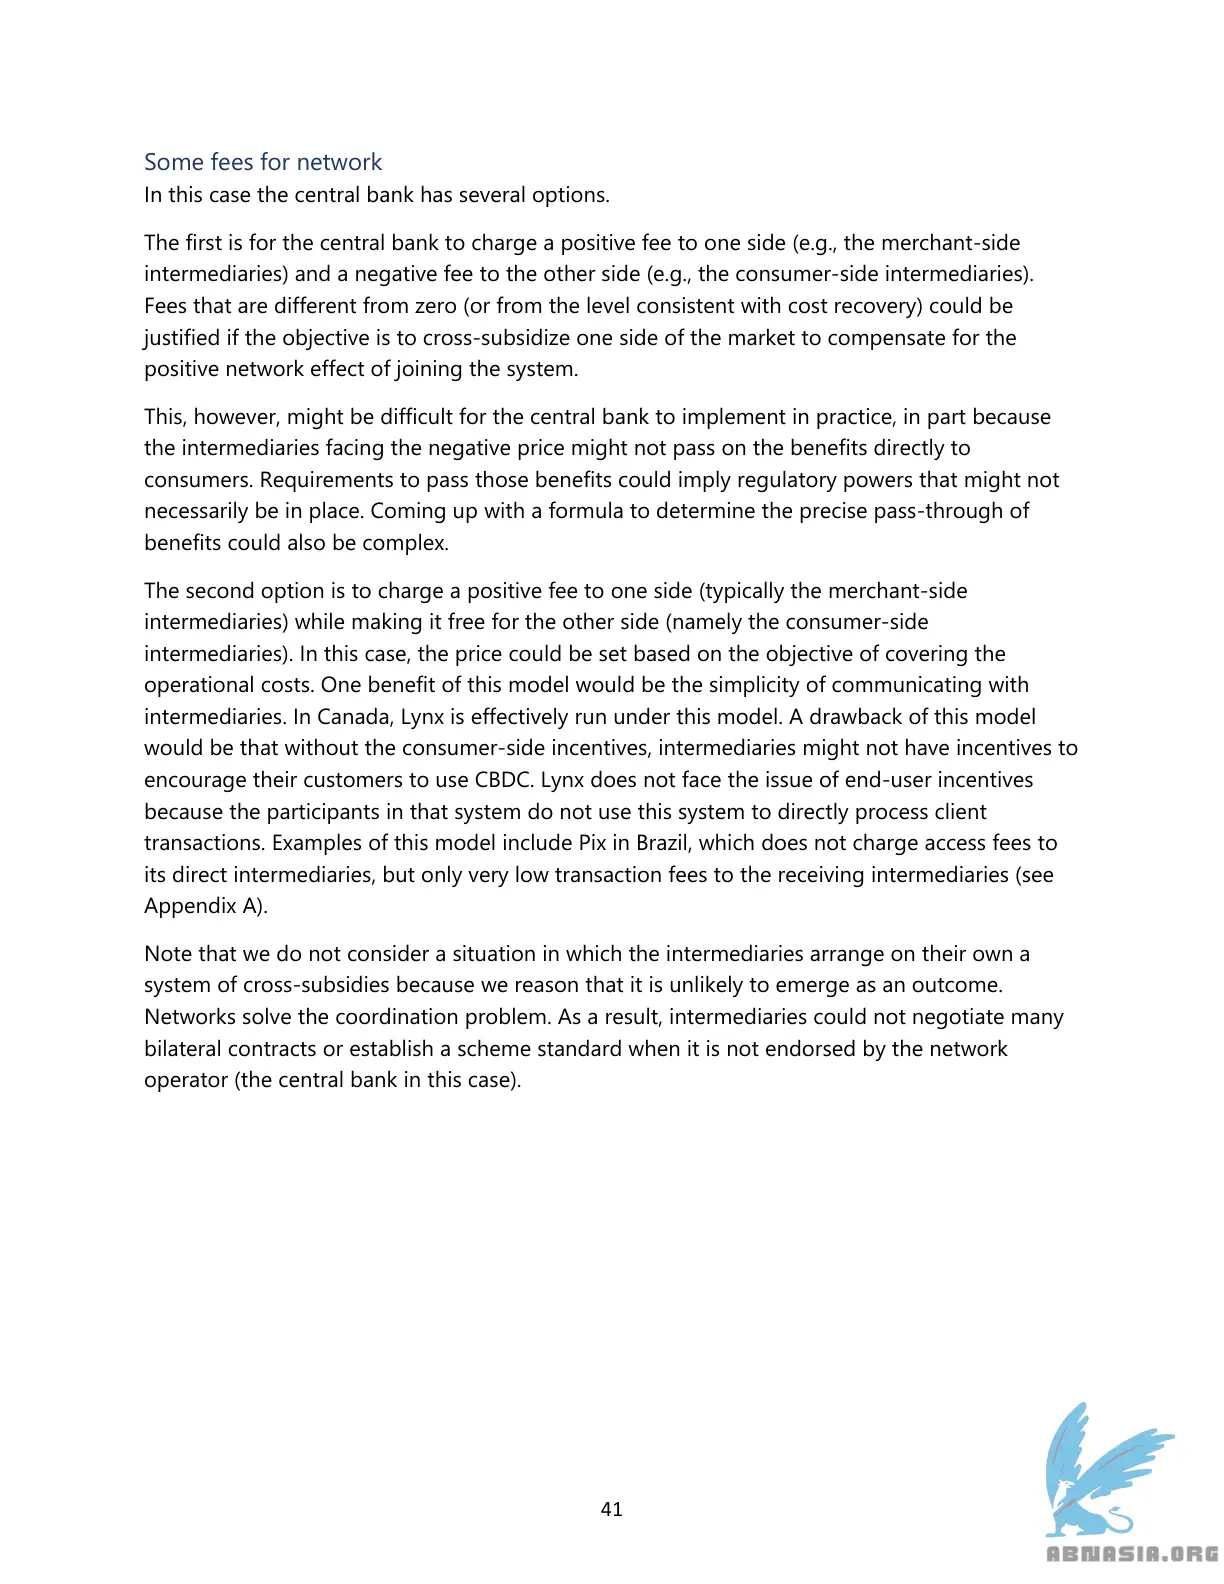 Some fees for network
In this case the central bank has several options.
The first is for the central bank to charge a positive fee to one side (e.g., the merchant-side
intermediaries) and a negative fee to the other side (e.g., the consumer-side intermediaries).
Fees that are different from zero (or from the level consistent with cost recovery) could be
justified if the objective is to cross-subsidize one side of the market to compensate for the
positive network effect of joining the system.
This, however, might be difficult for the central bank to implement in practice, in part because
the intermediaries facing the negative price might not pass on the benefits directly to
consumers. Requirements to pass those benefits could imply regulatory powers that might not
necessarily be in place. Coming up with a formula to determine the precise pass-through of
benefits could also be complex.
The second option is to charge a positive fee to one side (typically the merchant-side
intermediaries) while making it free for the other side (namely the consumer-side
intermediaries). In this case, the price could be set based on the objective of covering the
operational costs. One benefit of this model would be the simplicity of communicating with
intermediaries. In Canada, Lynx is effectively run under this model. A drawback of this model
would be that without the consumer-side incentives, intermediaries might not have incentives to
encourage their customers to use CBDC. Lynx does not face the issue of end-user incentives
because the participants in that system do not use this system to directly process client
transactions. Examples of this model include Pix in Brazil, which does not charge access fees to
its direct intermediaries, but only very low transaction fees to the receiving intermediaries (see
Appendix A).
Note that we do not consider a situation in which the intermediaries arrange on their own a
system of cross-subsidies because we reason that it is unlikely to emerge as an outcome.
Networks solve the coordination problem. As a result, intermediaries could not negotiate many
bilateral contracts or establish a scheme standard when it is not endorsed by the network
operator (the central bank in this case).
41
ABNASIA.ORG